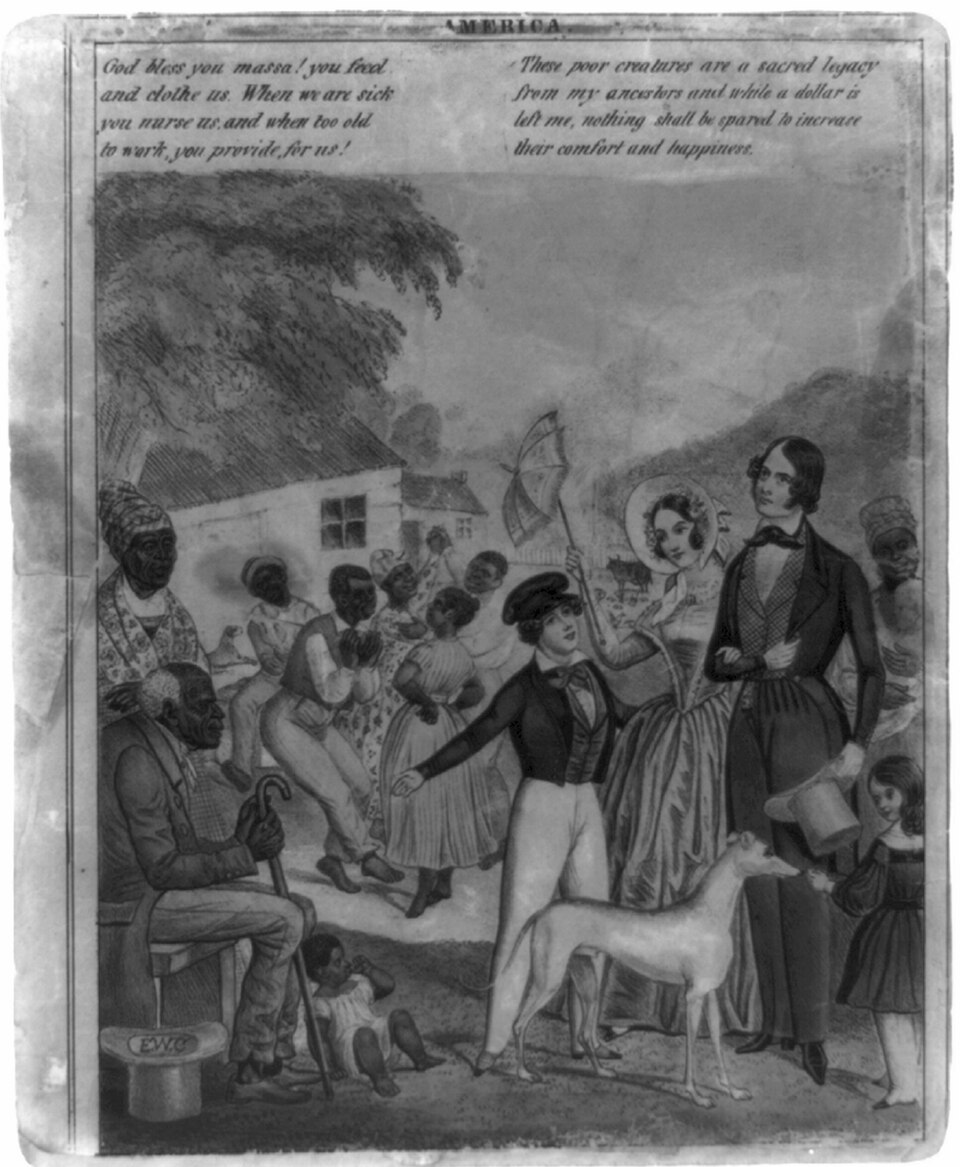 AMERICA.
God bless you massa! you feed
and clothe us. When we are sick
you nurse us, and when too old
to work, you provide for us!
These poor creatures are a sacred legacy
from my ancestors and while a dollar is
left me, nothing shall be spared to increase
their comfort and happiness.
E.W.C